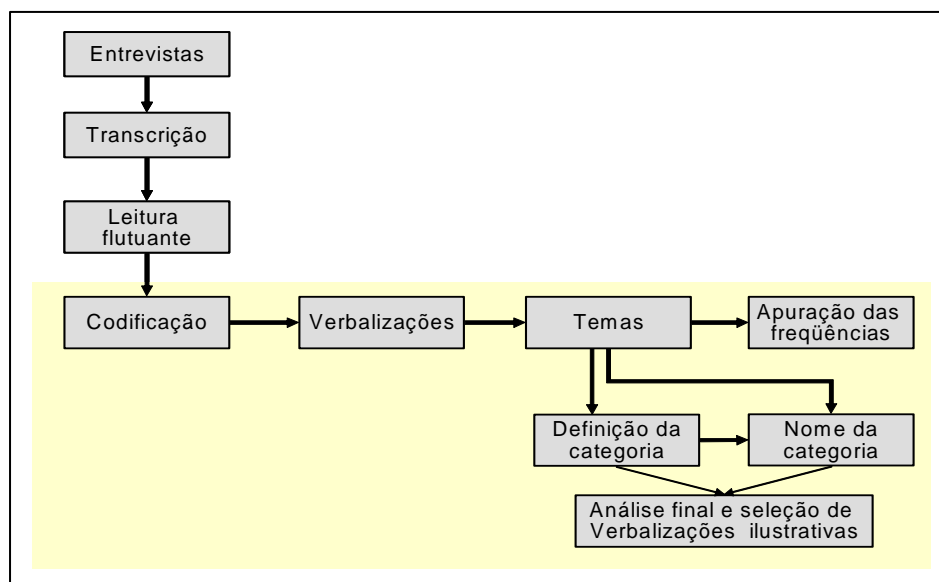 Entrevistas
Transcrição
Leitura
flutuante
Codificação
Verbalizações
Temas
Apuração das
freqüências
Definição da
categoria
Nome da
categoria
Análise final e seleção de
Verbalizações ilustrativas